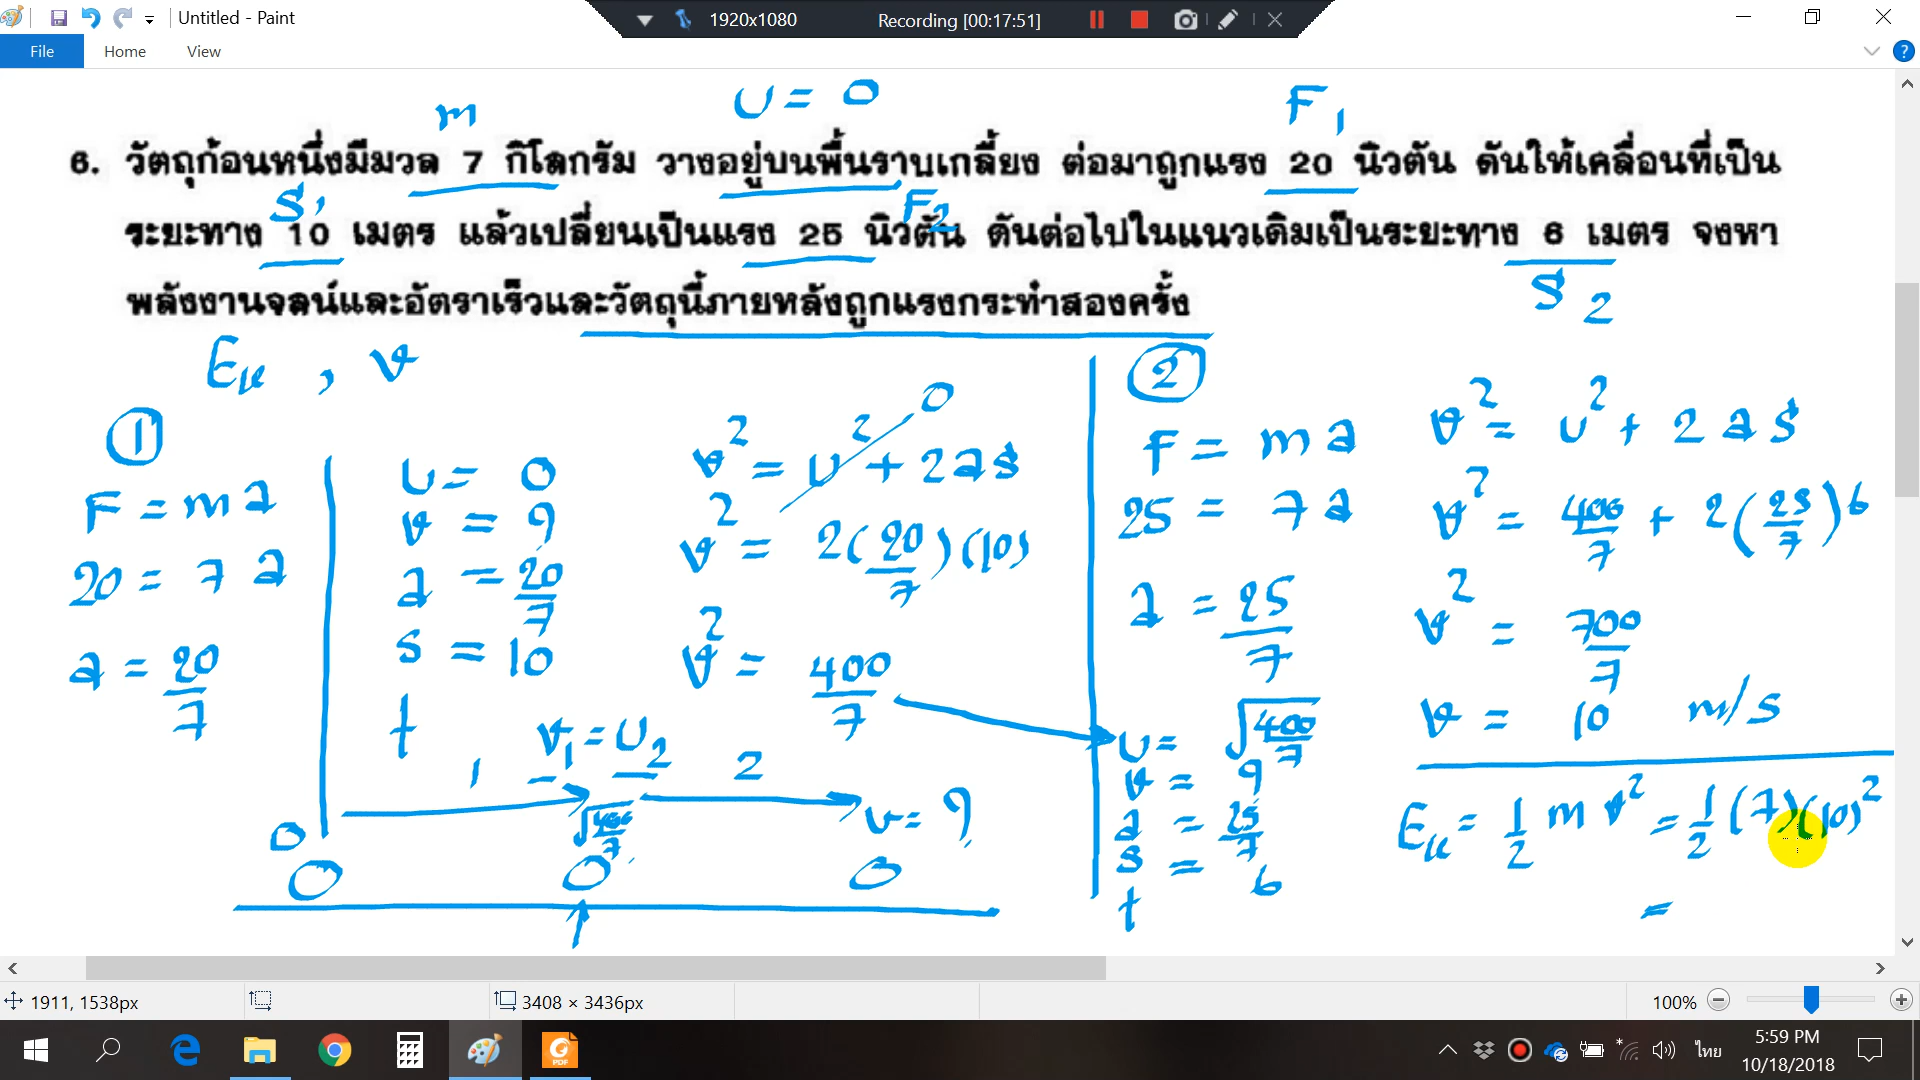 Untitled - Paint
1920x1080
Recording [00:17:51]
File Home View
m
U = 0
F1
6. วัตถุก้อนหนึ่งมีมวล 7 กิโลกรัม วางอยู่บนพื้นราบเกลี้ยง ต่อมาถูกแรง 20 นิวตัน ดันให้เคลื่อนที่เป็น
S1
F2
ระยะทาง 10 เมตร แล้วเปลี่ยนเป็นแรง 25 นิวตัน ดันต่อไปในแนวเดิมเป็นระยะทาง 6 เมตร จงหา
S2
พลังงานจลน์และอัตราเร็วและวัตถุนี้ภายหลังถูกแรงกระทำสองครั้ง
Ek , v
1
F = ma
20 = 7 a
a = 20/7
U = 0
v = ?
a = 20/7
s = 10
t
v² = u² + 2as
0
v² = 2(20/7)(10)
v² = 400/7
v1 = U2
1
2
0
√400/7
v = ?
2
F = ma
25 = 7a
a = 25/7
U = √400/7
v = ?
a = 25/7
s = 6
t
v² = u² + 2as
v² = 400/7 + 2(25/7)6
v² = 700/7
v = 10 m/s
Ek = 1/2 m v² = 1/2 (7)(10)²
=
1911, 1538px
3408 × 3436px
100%
PDF
ไทย
5:59 PM
10/18/2018